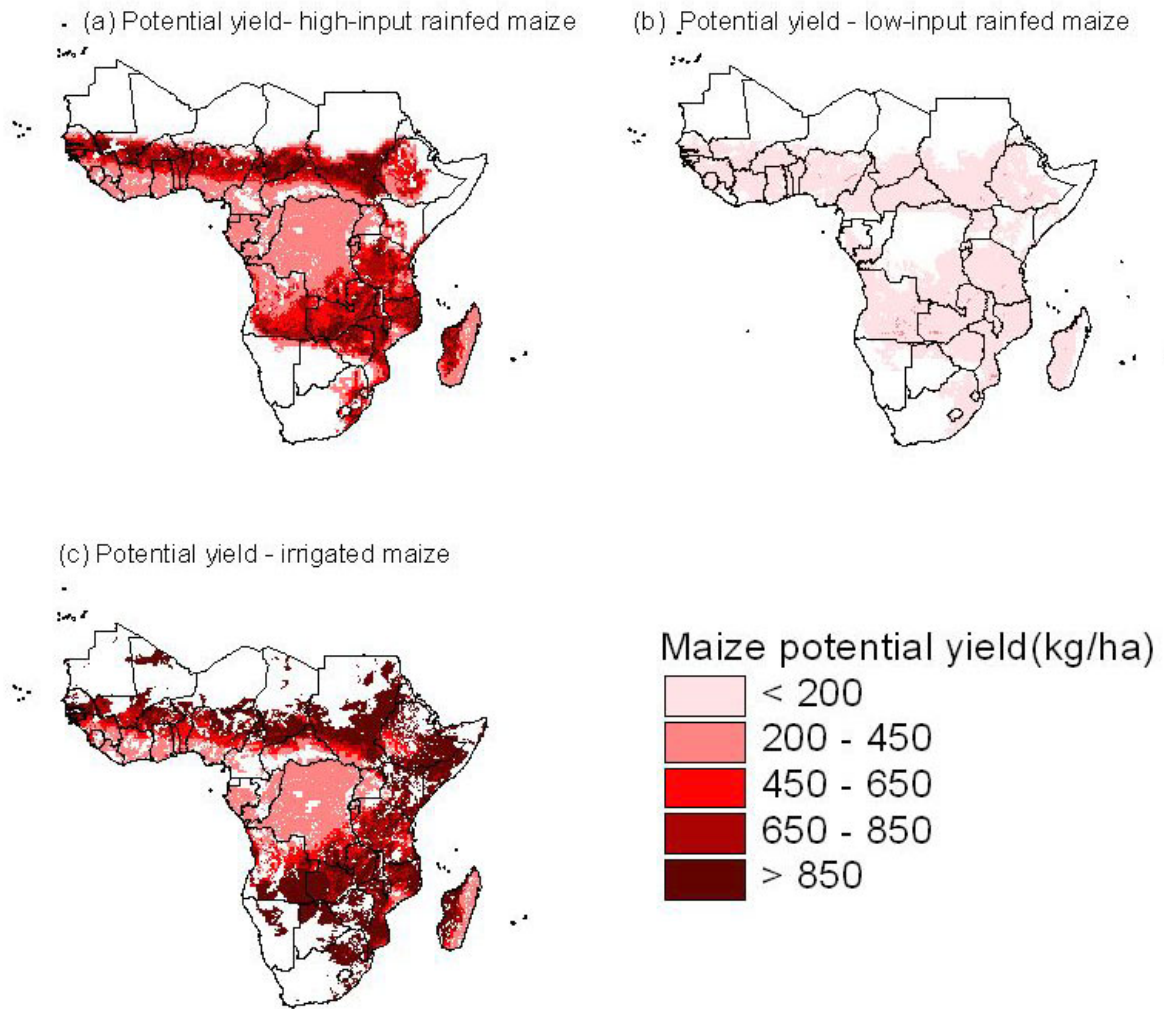 (a) Potential yield- high-input rainfed maize
(b) Potential yield - low-input rainfed maize
(c) Potential yield - irrigated maize
Maize potential yield(kg/ha)
< 200
200 - 450
450 - 650
650 - 850
> 850